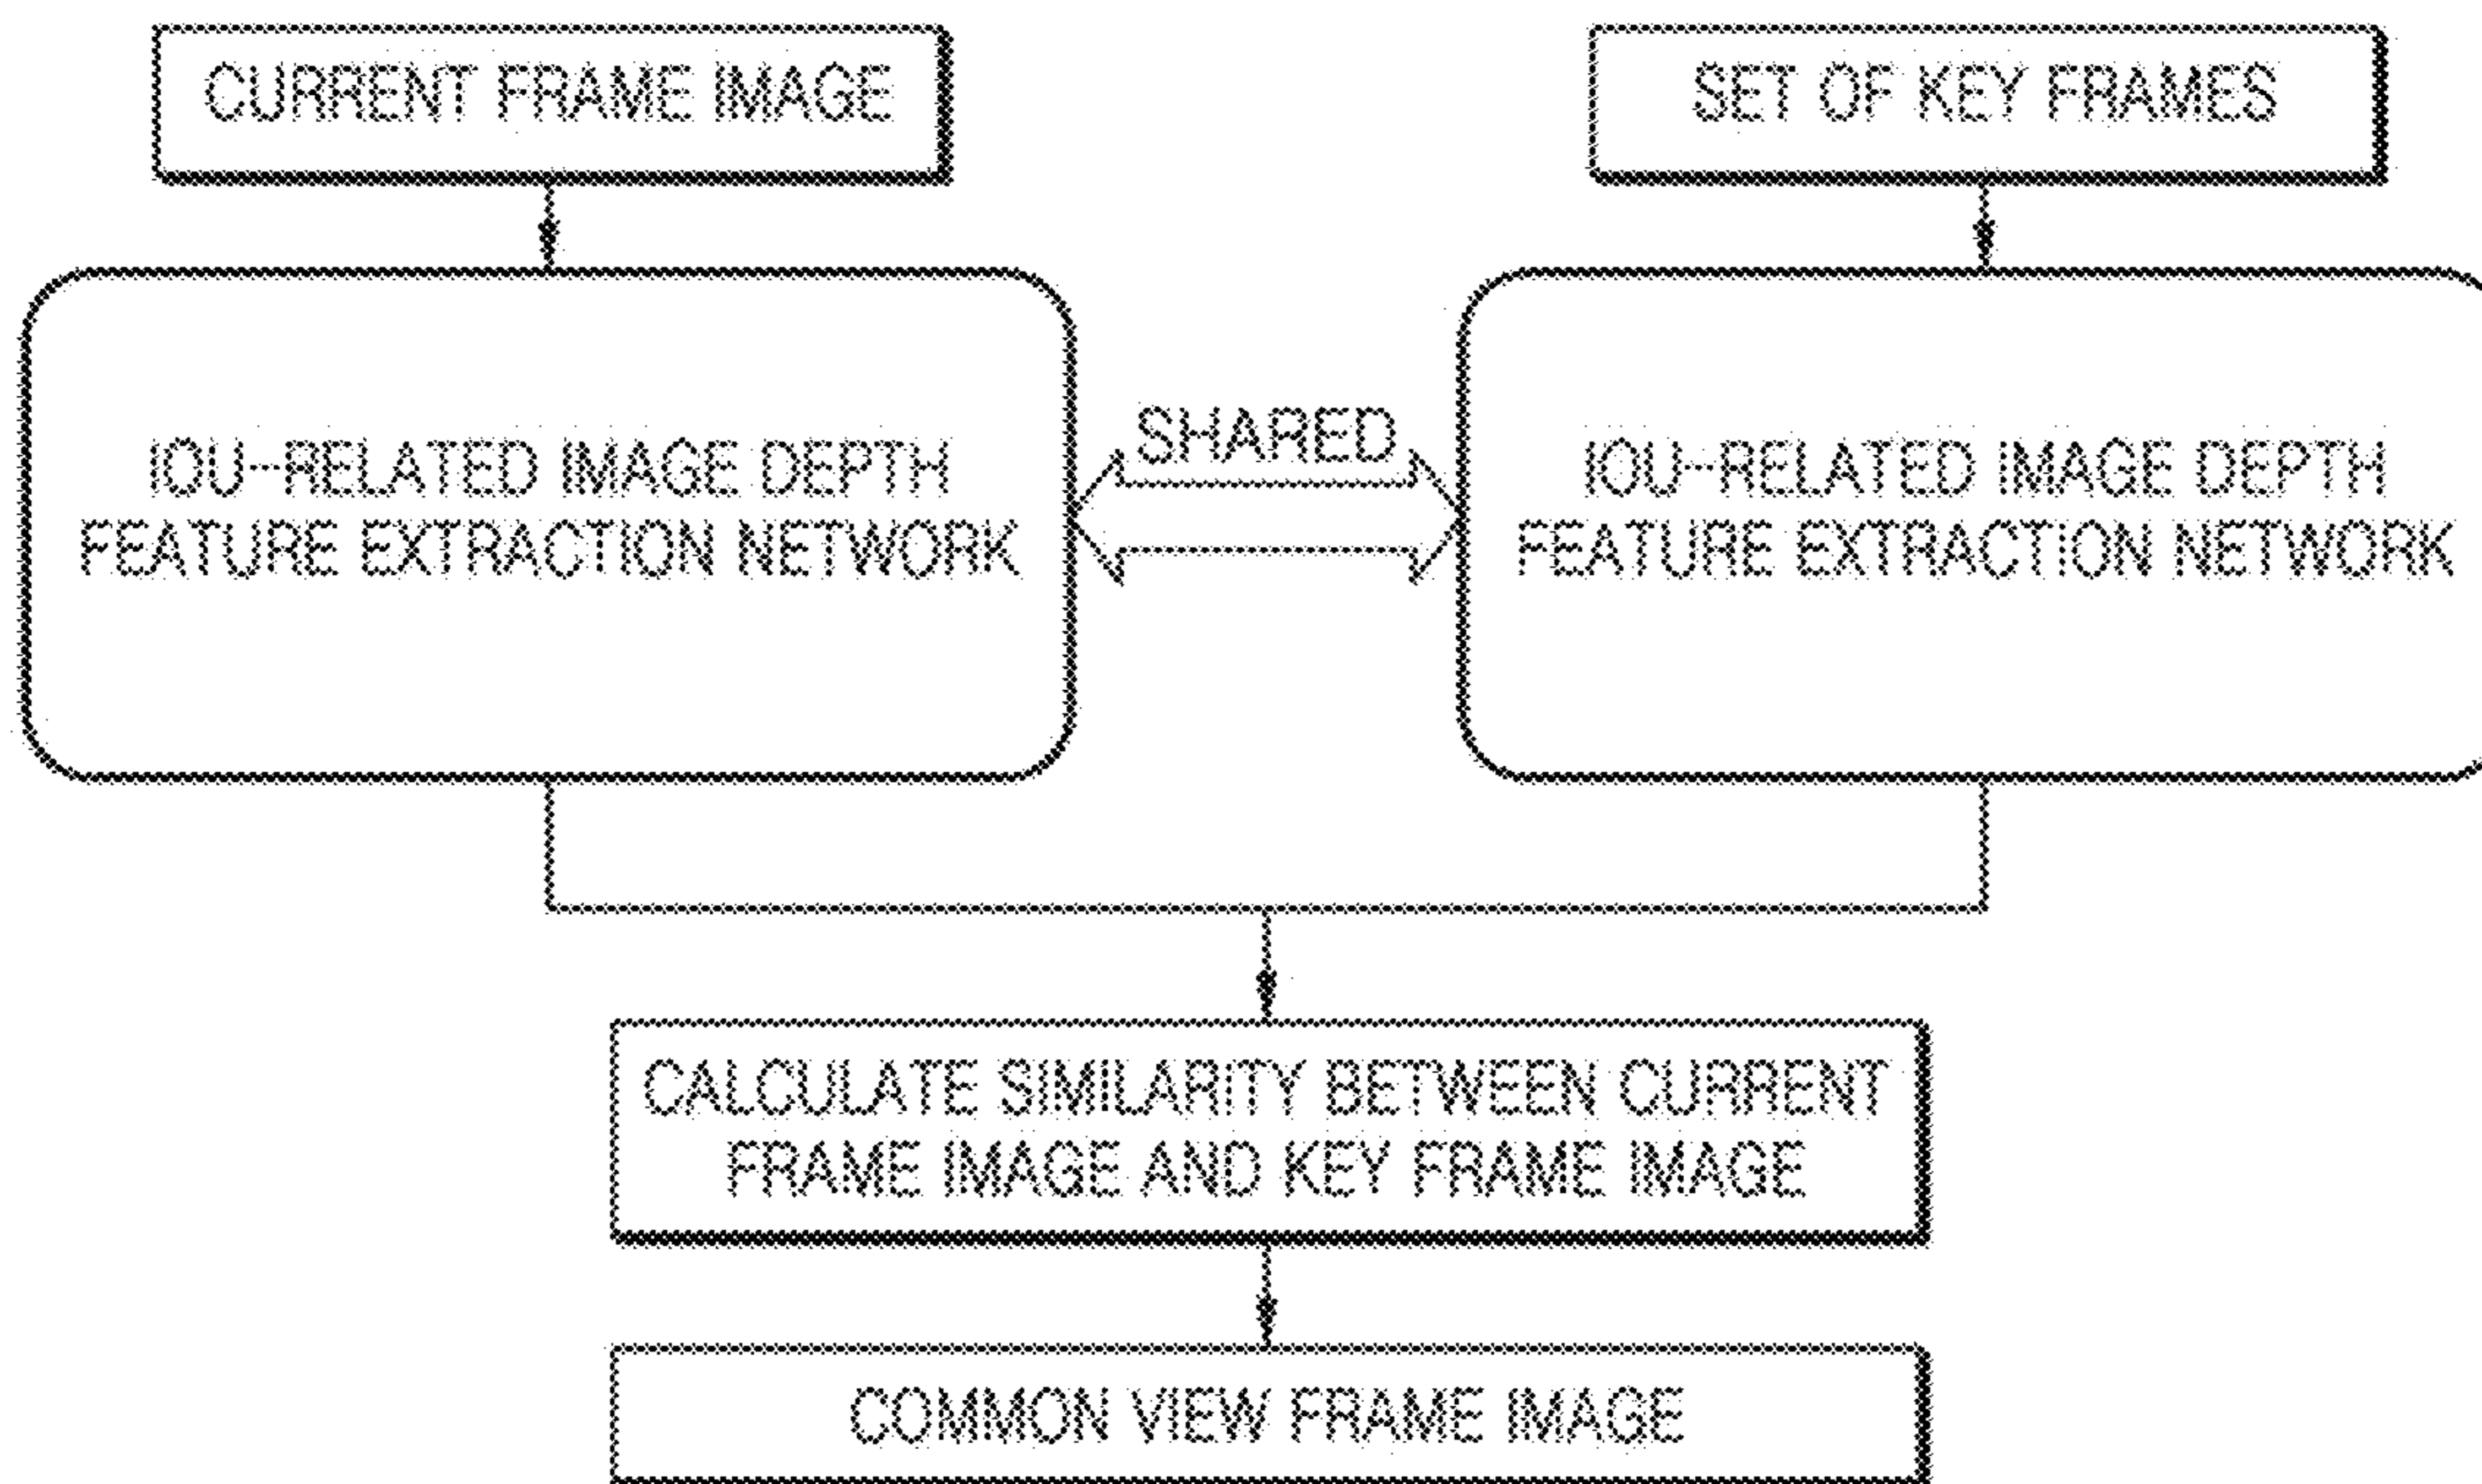 CURRENT FRAME IMAGE
SET OF KEY FRAMES
IOU-RELATED IMAGE DEPTH
FEATURE EXTRACTION NETWORK
SHARED
IOU-RELATED IMAGE DEPTH
FEATURE EXTRACTION NETWORK
CALCULATE SIMILARITY BETWEEN CURRENT
FRAME IMAGE AND KEY FRAME IMAGE
COMMON VIEW FRAME IMAGE